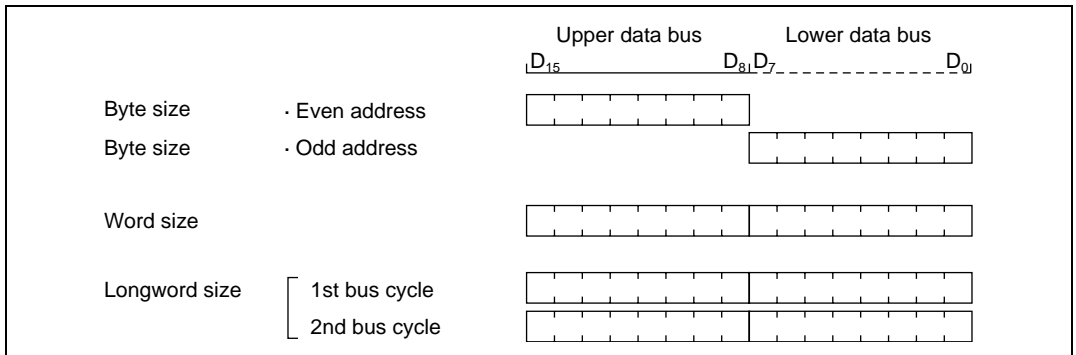 Upper data bus Lower data bus
D15 D8 D7 D0
Byte size · Even address
Byte size · Odd address
Word size
Longword size 1st bus cycle
2nd bus cycle